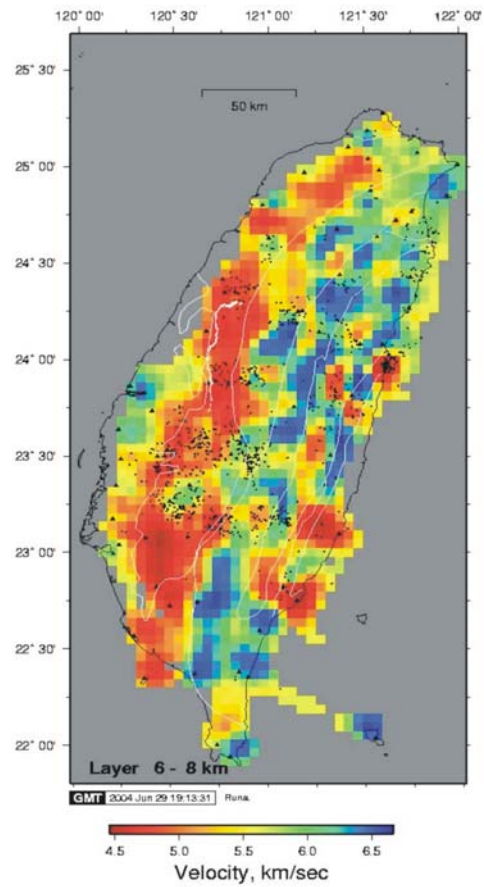 120° 00' 120° 30' 121° 00' 121° 30' 122° 00'
25° 30'
50 km
25° 00'
24° 30'
24° 00'
23° 30'
23° 00'
22° 30'
22° 00'
Layer 6 - 8 km
GMT 2004 Jun 29 19:13:31 Runa.
4.5 5.0 5.5 6.0 6.5
Velocity, km/sec